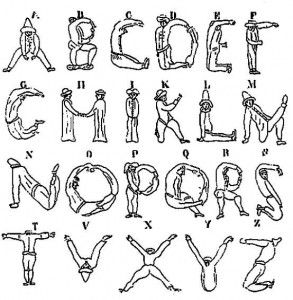 A B C D E F
G H I K L M
N O P Q R S
T V X Y Z